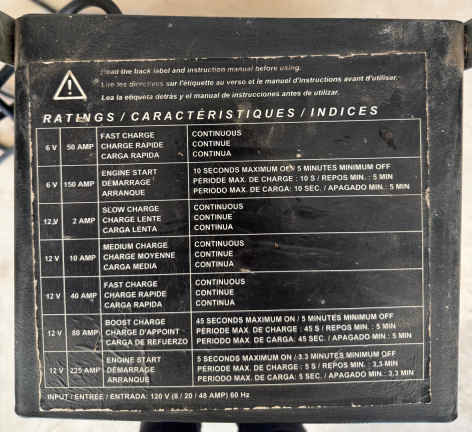 Read the back label and instruction manual before using.
Lire les directives sur l'étiquette au verso et le manuel d'instructions avant d'utiliser.
Lea la etiqueta detrás y el manual de instrucciones antes de utilizar.
RATINGS / CARACTÉRISTIQUES / INDICES
6 V 50 AMP FAST CHARGE CONTINUOUS
CHARGE RAPIDE CONTINUE
CARGA RAPIDA CONTINUA
6 V 150 AMP ENGINE START 10 SECONDS MAXIMUM ON / 5 MINUTES MINIMUM OFF
DÉMARRAGE PÉRIODE MAX. DE CHARGE : 10 S / REPOS MIN. : 5 MIN
ARRANQUE PERIODO MAX. DE CARGA: 10 SEC. / APAGADO MIN.: 5 MIN
12 V 2 AMP SLOW CHARGE CONTINUOUS
CHARGE LENTE CONTINUE
CARGA LENTA CONTINUA
12 V 10 AMP MEDIUM CHARGE CONTINUOUS
CHARGE MOYENNE CONTINUE
CARGA MEDIA CONTINUA
12 V 40 AMP FAST CHARGE CONTINUOUS
CHARGE RAPIDE CONTINUE
CARGA RAPIDA CONTINUA
12 V 80 AMP BOOST CHARGE 45 SECONDS MAXIMUM ON / 5 MINUTES MINIMUM OFF
CHARGE D'APPOINT PÉRIODE MAX. DE CHARGE : 45 S / REPOS MIN. : 5 MIN
CARGA DE REFUERZO PERIODO MAX. DE CARGA: 45 SEC. / APAGADO MIN.: 5 MIN
12 V 225 AMP ENGINE START 5 SECONDS MAXIMUM ON / 3.3 MINUTES MINIMUM OFF
DÉMARRAGE PÉRIODE MAX. DE CHARGE : 5 S / REPOS MIN. : 3,3 MIN
ARRANQUE PERIODO MAX. DE CARGA: 5 SEC. / APAGADO MIN.: 3,3 MIN
INPUT / ENTRÉE / ENTRADA: 120 V (8 / 20 / 48 AMP) 60 Hz